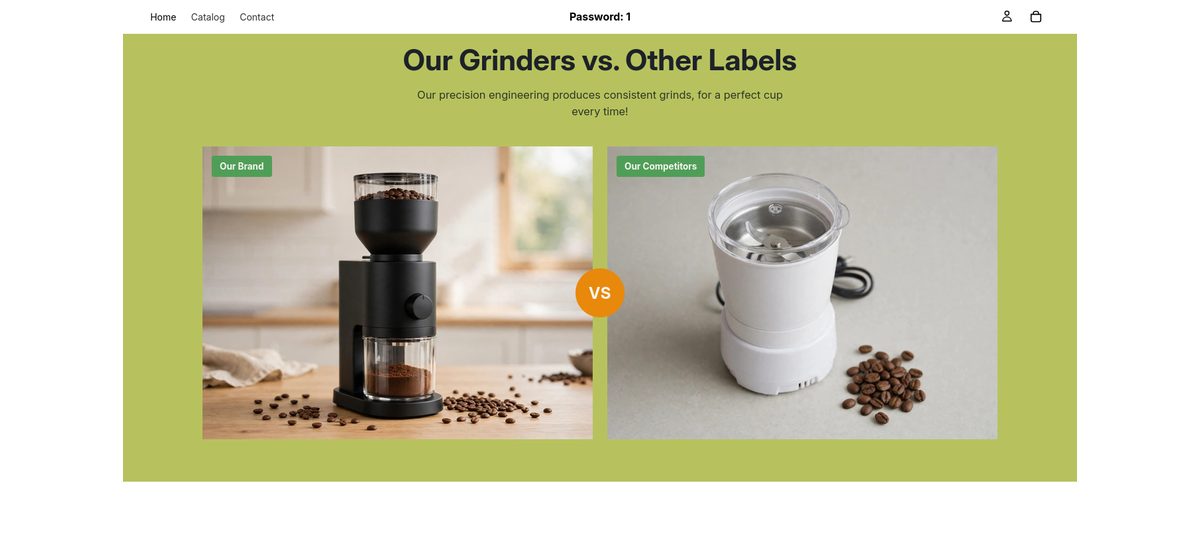 Home Catalog Contact
Password: 1
Our Grinders vs. Other Labels
Our precision engineering produces consistent grinds, for a perfect cup
every time!
Our Brand
Our Competitors
VS